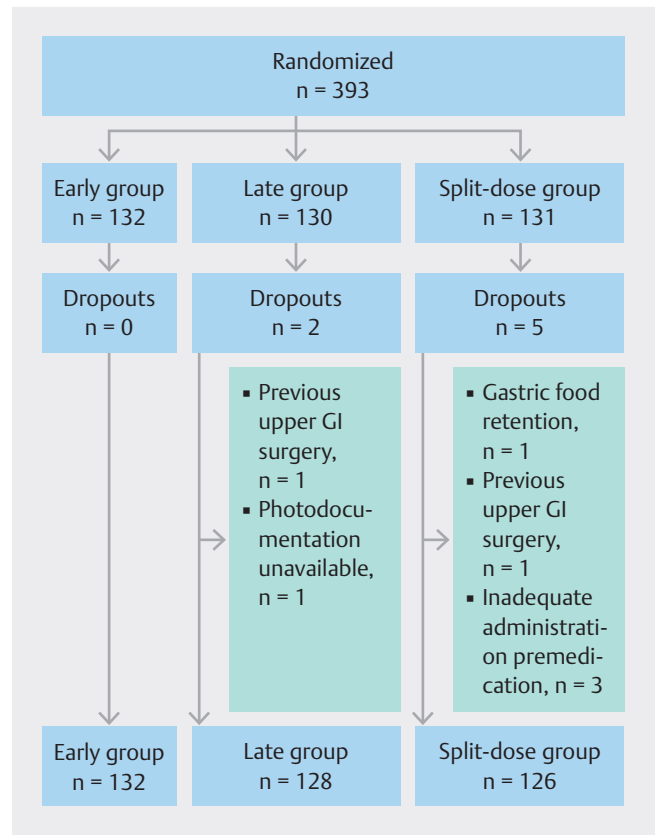 Randomized
n = 393
Early group
n = 132
Late group
n = 130
Split-dose group
n = 131
Dropouts
n = 0
Dropouts
n = 2
Dropouts
n = 5
▪ Previous
upper GI
surgery,
n = 1
▪ Photodocu-
mentation
unavailable,
n = 1
▪ Gastric food
retention,
n = 1
▪ Previous
upper GI
surgery,
n = 1
▪ Inadequate
administrati-
on premedi-
cation, n = 3
Early group
n = 132
Late group
n = 128
Split-dose group
n = 126